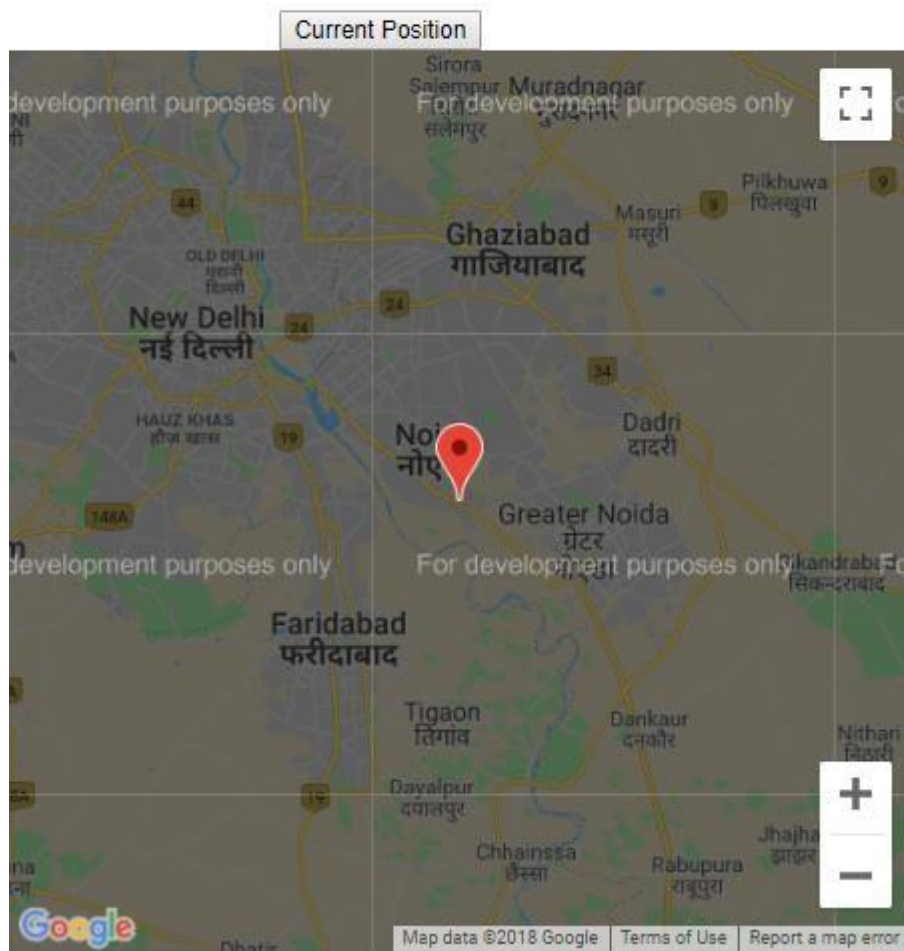 Current Position
Sirora
Salempur
सलेमपुर
Muradnagar
मुरादनगर
development purposes only
For development purposes only
Pilkhuwa
पिलखुवा
9
44
Masuri
मसूरी
9
Ghaziabad
गाजियाबाद
OLD DELHI
पुरानी
दिल्ली
New Delhi
नई दिल्ली
24
24
34
HAUZ KHAS
हौज़ खास
19
Dadri
दादरी
148A
Greater Noida
ग्रेटर
नोएडा
development purposes only
For development purposes only
Sikandrabad
सिकन्दराबाद
Faridabad
फरीदाबाद
Tigaon
तिगांव
Dankaur
दनकौर
Nithari
निठारी
19
Dayalpur
दयालपुर
Chhainssa
छैंस्सा
Rabupura
राबूपुरा
Google
Map data ©2018 Google
Terms of Use
Report a map error